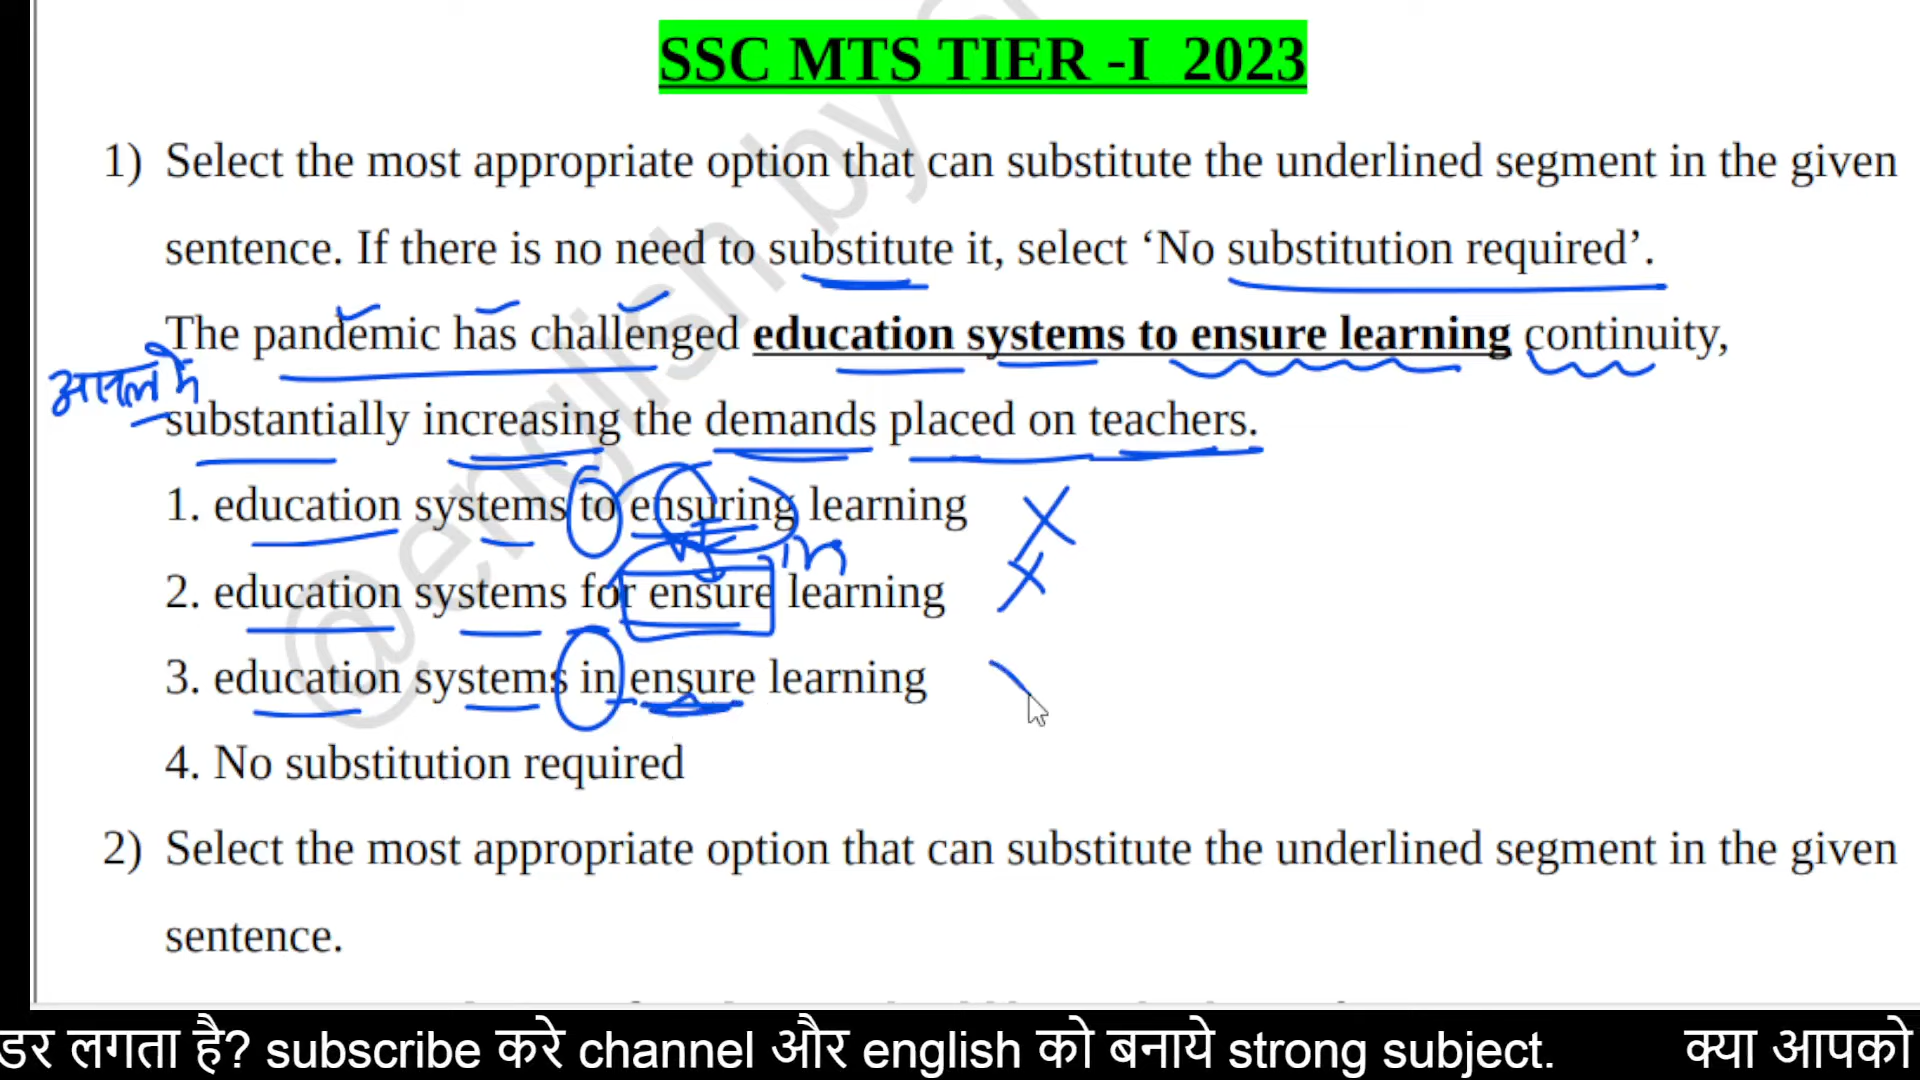 SSC MTS TIER -I 2023
1) Select the most appropriate option that can substitute the underlined segment in the given
sentence. If there is no need to substitute it, select ‘No substitution required’.
The pandemic has challenged education systems to ensure learning continuity,
substantially increasing the demands placed on teachers.
1. education systems to ensuring learning
ing
2. education systems for ensure learning
3. education systems in ensure learning
4. No substitution required
2) Select the most appropriate option that can substitute the underlined segment in the given
sentence.
@english by
डर लगता है? subscribe करे channel और english को बनाये strong subject. क्या आपको